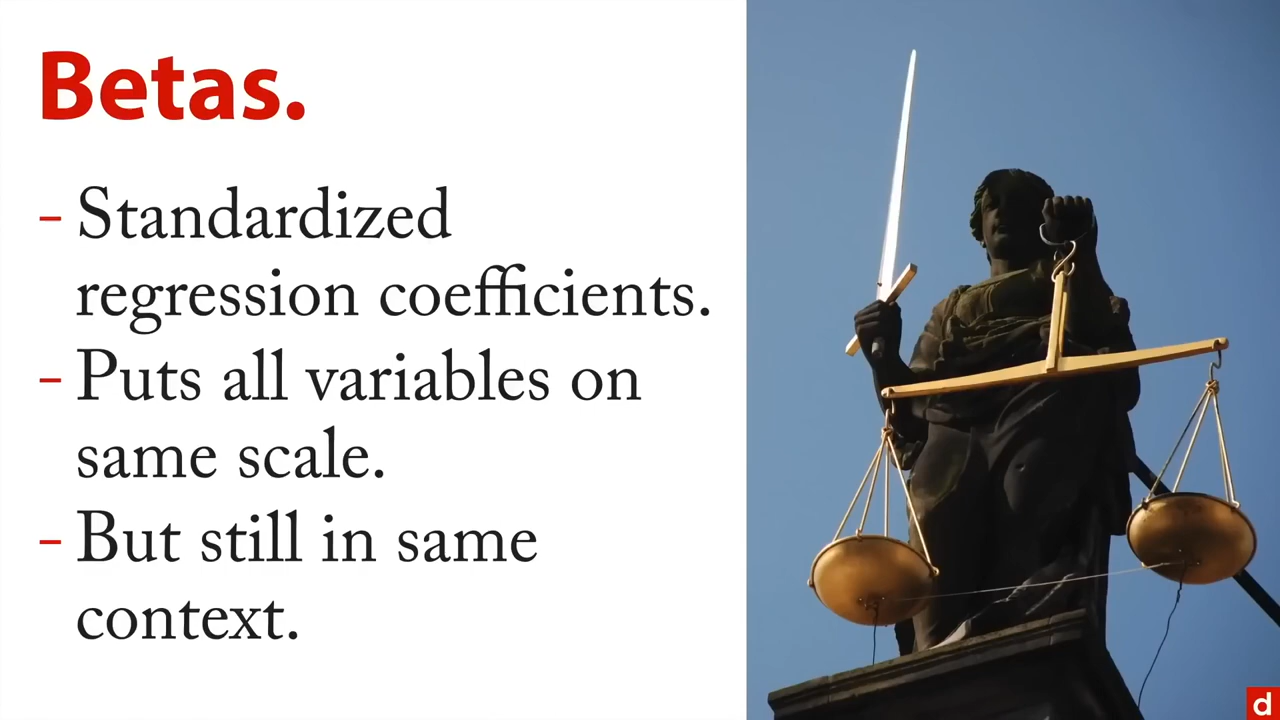 Betas.
– Standardized
regression coefficients.
– Puts all variables on
same scale.
– But still in same
context.
d